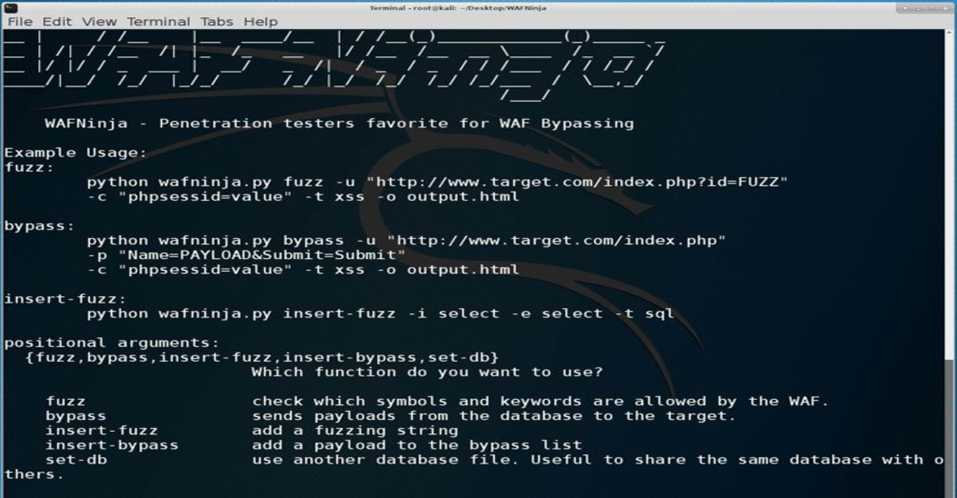 Terminal - root@kali: ~/Desktop/WAFNinja
File Edit View Terminal Tabs Help
WAFNinja
WAFNinja - Penetration testers favorite for WAF Bypassing
Example Usage:
fuzz:
python wafninja.py fuzz -u "http://www.target.com/index.php?id=FUZZ"
-c "phpsessid=value" -t xss -o output.html
bypass:
python wafninja.py bypass -u "http://www.target.com/index.php"
-p "Name=PAYLOAD&Submit=Submit"
-c "phpsessid=value" -t xss -o output.html
insert-fuzz:
python wafninja.py insert-fuzz -i select -e select -t sql
positional arguments:
{fuzz,bypass,insert-fuzz,insert-bypass,set-db}
Which function do you want to use?
fuzz check which symbols and keywords are allowed by the WAF.
bypass sends payloads from the database to the target.
insert-fuzz add a fuzzing string
insert-bypass add a payload to the bypass list
set-db use another database file. Useful to share the same database with o
thers.